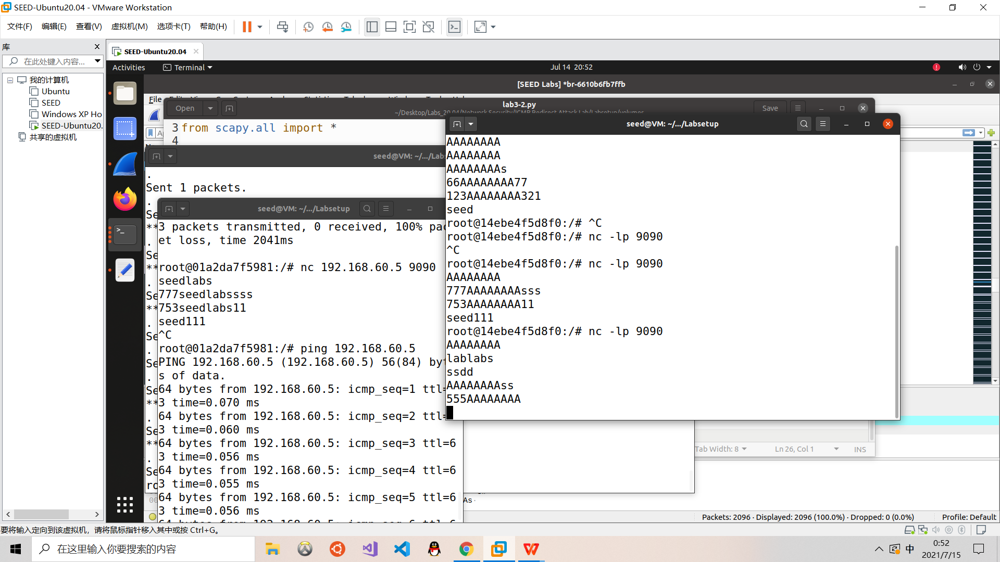 SEED-Ubuntu20.04 - VMware Workstation
文件(F) 编辑(E) 查看(V) 虚拟机(M) 选项卡(T) 帮助(H)
库
在此处键入内容...
我的计算机
Ubuntu
SEED
Windows XP Ho
SEED-Ubuntu20.
共享的虚拟机
SEED-Ubuntu20.04
Activities Terminal Jul 14 20:52
[SEED Labs] *br-6610b6fb7ffb
File
Open lab3-2.py Save
~/Desktop/Labs_20.04/Network Security/ICMP Redirect Attack Lab/Labsetup/volumes
3 from scapy.all import *
4
seed@VM: ~/.../Lab
.
Sent 1 packets.
.
Se
**
.
Se
**
.
Se
**
.
Se
.
Se
.
Se
**
.
Se
**
.
Se
ro
seed@VM: ~/.../Labsetup
3 packets transmitted, 0 received, 100% pac
et loss, time 2041ms
root@01a2da7f5981:/# nc 192.168.60.5 9090
seedlabs
777seedlabssss
753seedlabs11
seed111
^C
root@01a2da7f5981:/# ping 192.168.60.5
PING 192.168.60.5 (192.168.60.5) 56(84) byt
s of data.
64 bytes from 192.168.60.5: icmp_seq=1 ttl=
3 time=0.070 ms
64 bytes from 192.168.60.5: icmp_seq=2 ttl=
3 time=0.060 ms
64 bytes from 192.168.60.5: icmp_seq=3 ttl=6
3 time=0.056 ms
64 bytes from 192.168.60.5: icmp_seq=4 ttl=6
3 time=0.055 ms
64 bytes from 192.168.60.5: icmp_seq=5 ttl=6
3 time=0.056 ms
64 bytes from 192.168.60.5: icmp_seq=6 ttl=6
seed@VM: ~/.../Labsetup
AAAAAAAA
AAAAAAAA
AAAAAAAAs
66AAAAAAAA77
123AAAAAAAA321
seed
root@14ebe4f5d8f0:/# ^C
root@14ebe4f5d8f0:/# nc -lp 9090
^C
root@14ebe4f5d8f0:/# nc -lp 9090
AAAAAAAA
777AAAAAAAAsss
753AAAAAAAA11
seed111
root@14ebe4f5d8f0:/# nc -lp 9090
AAAAAAAA
lablabs
ssdd
AAAAAAAAss
555AAAAAAAA
Tab Width: 8 Ln 26, Col 1 INS
As·
Packets: 2096 · Displayed: 2096 (100.0%) · Dropped: 0 (0.0%) Profile: Default
要将输入定向到该虚拟机，请将鼠标指针移入其中或按 Ctrl+G。
在这里输入你要搜索的内容
中
0:52
2021/7/15